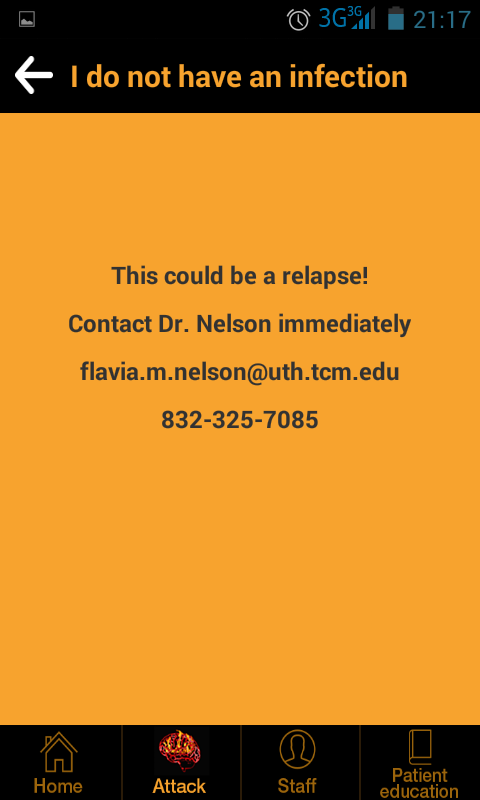 3G 3G 21:17
I do not have an infection
This could be a relapse!
Contact Dr. Nelson immediately
flavia.m.nelson@uth.tcm.edu
832-325-7085
Home
Attack
Staff
Patient
education